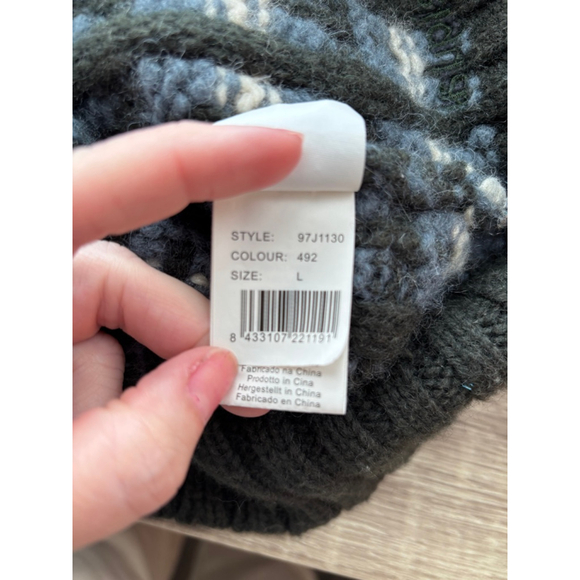 STYLE: 97J1130
COLOUR: 492
SIZE: L
8 433107 221191
Fabricado na China
Prodotto in Cina
Hergestellt in China
Fabricado en China